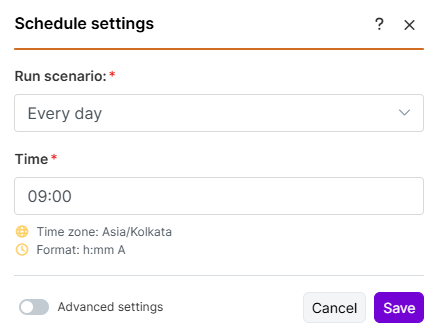 Schedule settings ?
Run scenario:*
Every day
Time*
09:00
Time zone: Asia/Kolkata
Format: h:mm A
Advanced settings Cancel Save